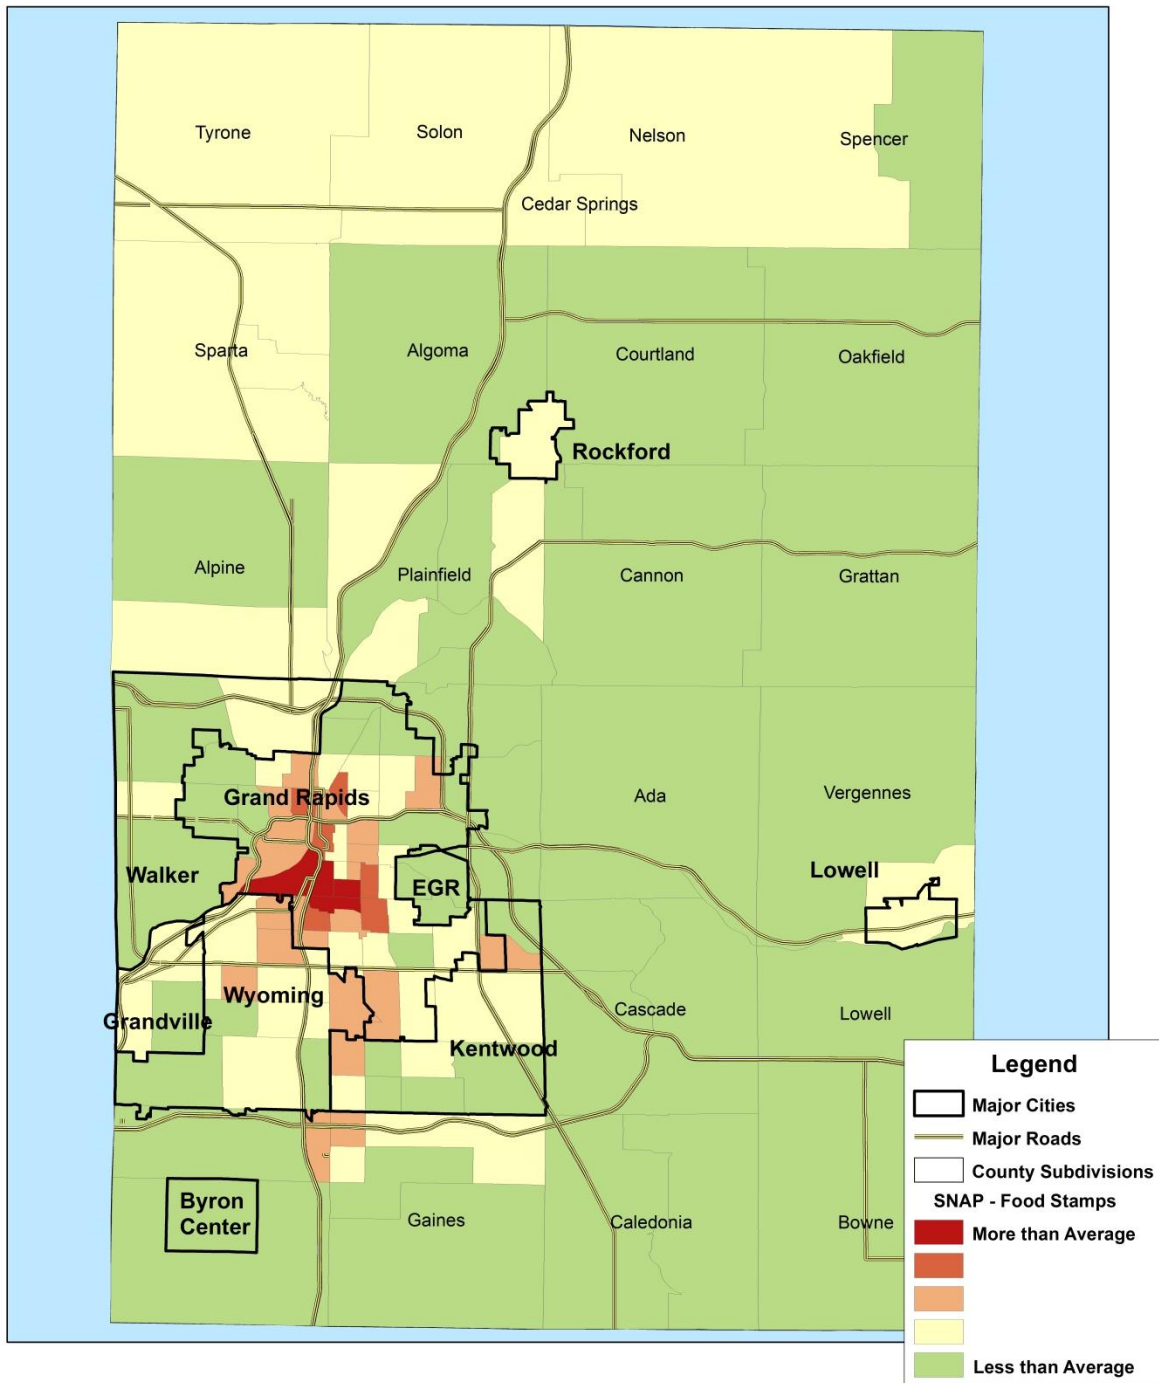 Tyrone
Solon
Nelson
Spencer
Cedar Springs
Sparta
Algoma
Courtland
Oakfield
Rockford
Alpine
Plainfield
Cannon
Grattan
Grand Rapids
Ada
Vergennes
Walker
EGR
Lowell
Wyoming
Grandville
Kentwood
Cascade
Lowell
Byron
Center
Gaines
Caledonia
Bowne
Legend
Major Cities
Major Roads
County Subdivisions
SNAP - Food Stamps
More than Average
Less than Average